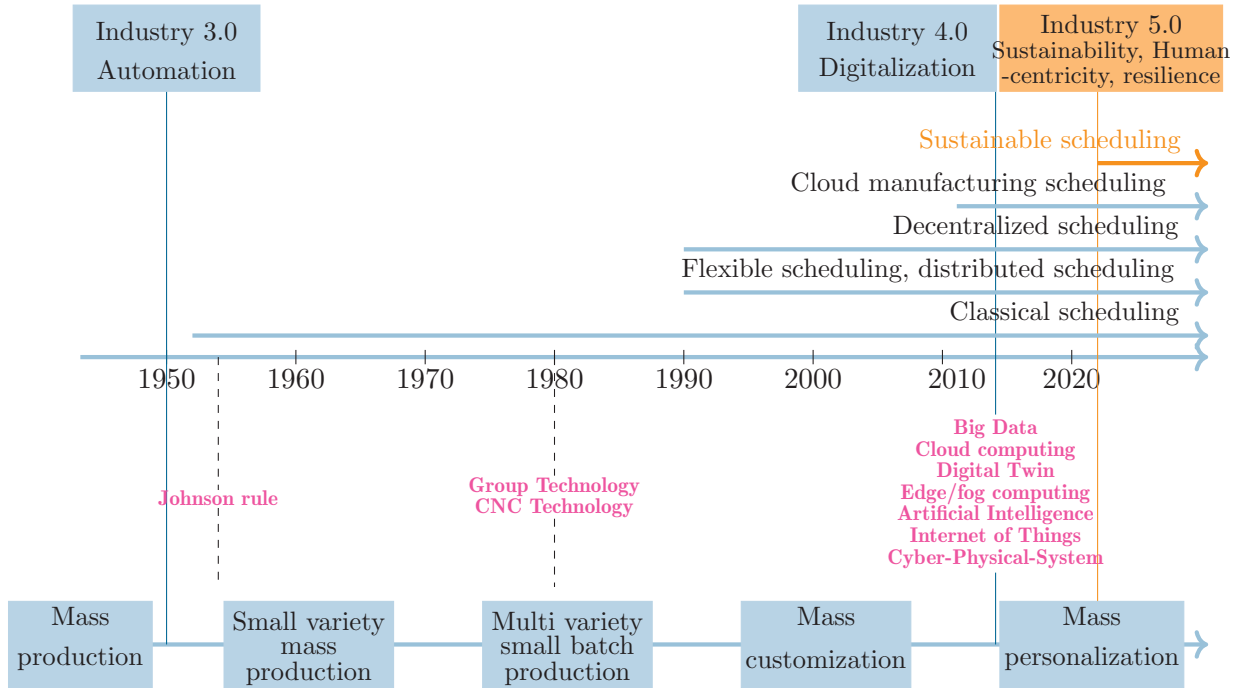 Industry 3.0
Automation
Industry 4.0
Digitalization
Industry 5.0
Sustainability, Human
-centricity, resilience
Sustainable scheduling
Cloud manufacturing scheduling
Decentralized scheduling
Flexible scheduling, distributed scheduling
Classical scheduling
1950 1960 1970 1980 1990 2000 2010 2020
Johnson rule
Group Technology
CNC Technology
Big Data
Cloud computing
Digital Twin
Edge/fog computing
Artificial Intelligence
Internet of Things
Cyber-Physical-System
Mass
production
Small variety
mass
production
Multi variety
small batch
production
Mass
customization
Mass
personalization